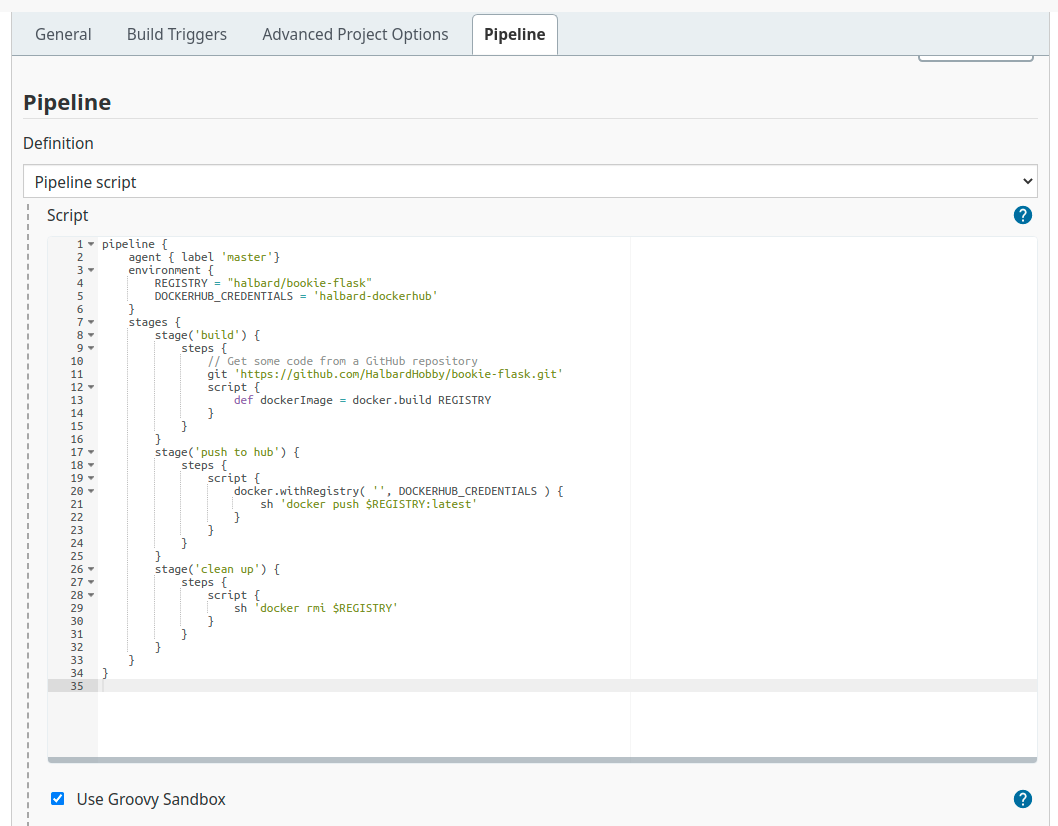 General Build Triggers Advanced Project Options Pipeline
Pipeline
Definition
Pipeline script
Script ?
1 pipeline {
2     agent { label 'master'}
3     environment {
4         REGISTRY = "halbard/bookie-flask"
5         DOCKERHUB_CREDENTIALS = 'halbard-dockerhub'
6     }
7     stages {
8         stage('build') {
9             steps {
10                 // Get some code from a GitHub repository
11                 git 'https://github.com/HalbardHobby/bookie-flask.git'
12                 script {
13                     def dockerImage = docker.build REGISTRY
14                 }
15             }
16         }
17         stage('push to hub') {
18             steps {
19                 script {
20                     docker.withRegistry( '', DOCKERHUB_CREDENTIALS ) {
21                         sh 'docker push $REGISTRY:latest'
22                     }
23                 }
24             }
25         }
26         stage('clean up') {
27             steps {
28                 script {
29                     sh 'docker rmi $REGISTRY'
30                 }
31             }
32         }
33     }
34 }
35
Use Groovy Sandbox ?